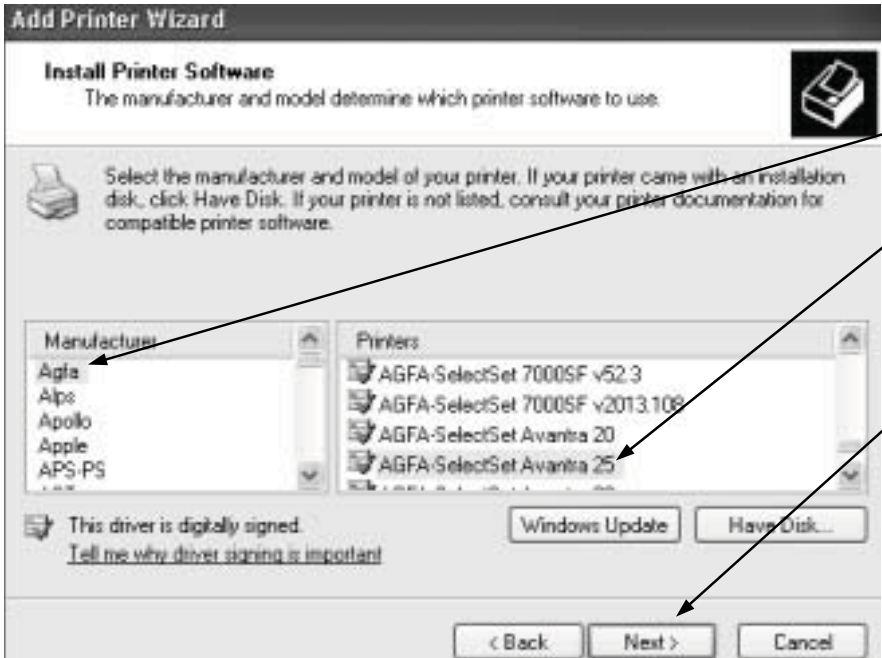 Add Printer Wizard
Install Printer Software
The manufacturer and model determine which printer software to use.
Select the manufacturer and model of your printer. If your printer came with an installation
disk, click Have Disk. If your printer is not listed, consult your printer documentation for
compatible printer software.
Manufacturer
Agfa
Alps
Apollo
Apple
APS-PS
Printers
AGFA-SelectSet 7000SF v52.3
AGFA-SelectSet 7000SF v2013.108
AGFA-SelectSet Avantra 20
AGFA-SelectSet Avantra 25
This driver is digitally signed.
Tell me why driver signing is important
Windows Update
Have Disk...
< Back
Next >
Cancel